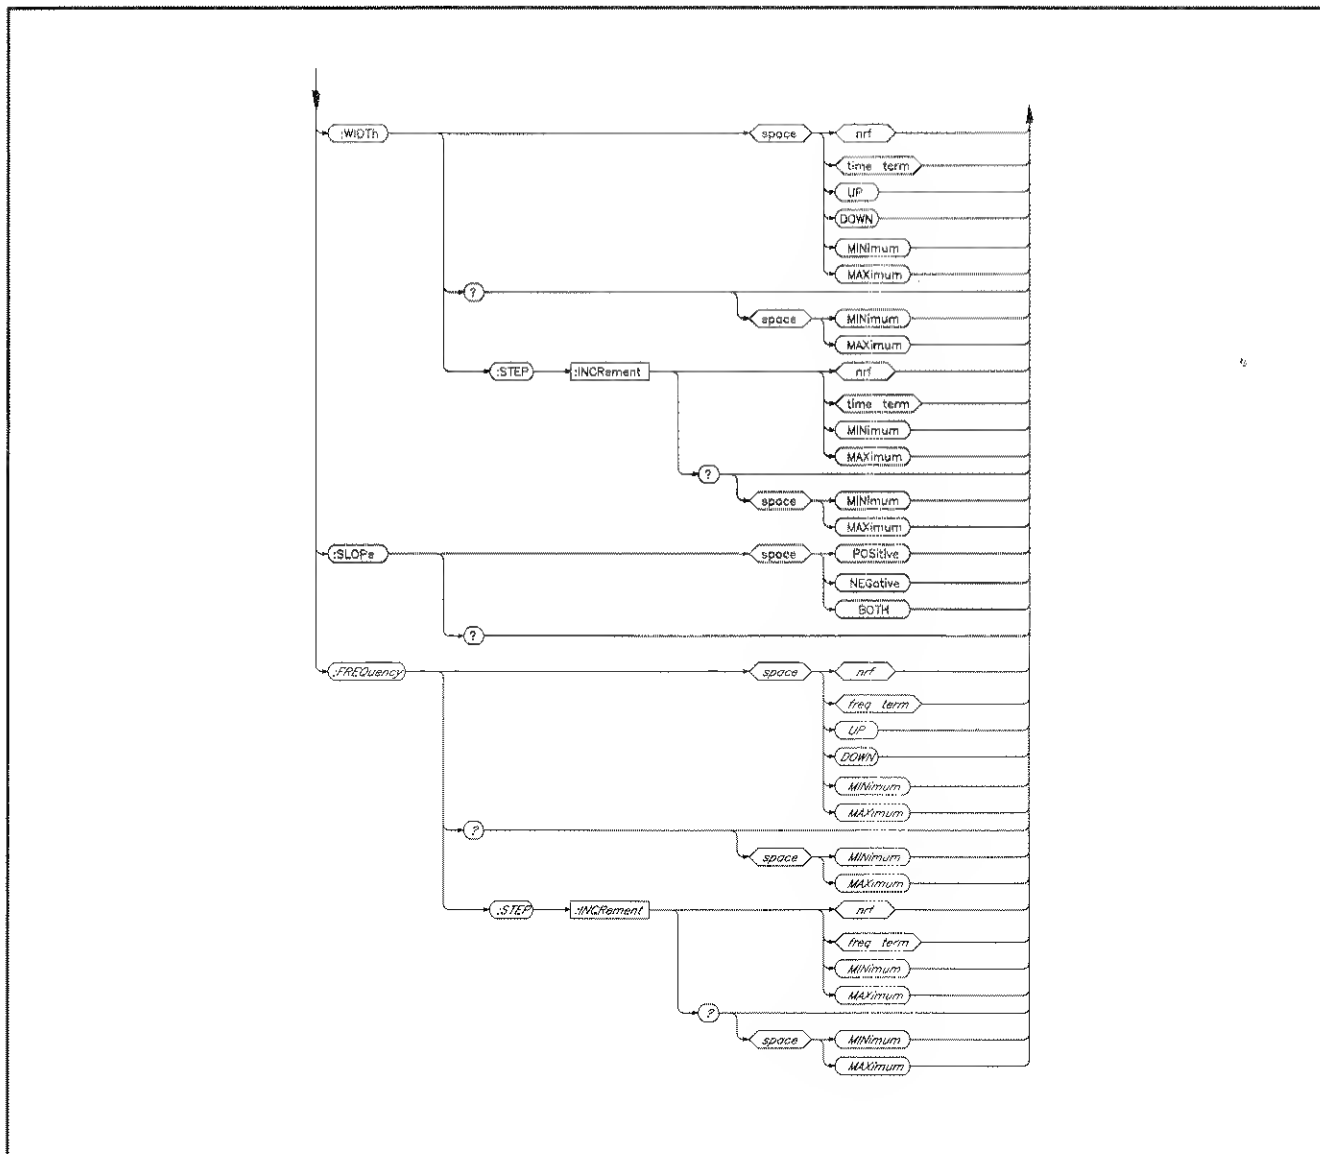 :WIDTh space nrf
time term
UP
DOWN
MINimum
MAXimum
?
space MINimum
MAXimum
:STEP :INCRement nrf
time term
MINimum
MAXimum
?
space MINimum
MAXimum
:SLOPe space POSitive
NEGative
BOTH
?
:FREQuency space nrf
freq term
UP
DOWN
MINimum
MAXimum
?
space MINimum
MAXimum
:STEP :INCRement nrf
freq term
MINimum
MAXimum
?
space MINimum
MAXimum